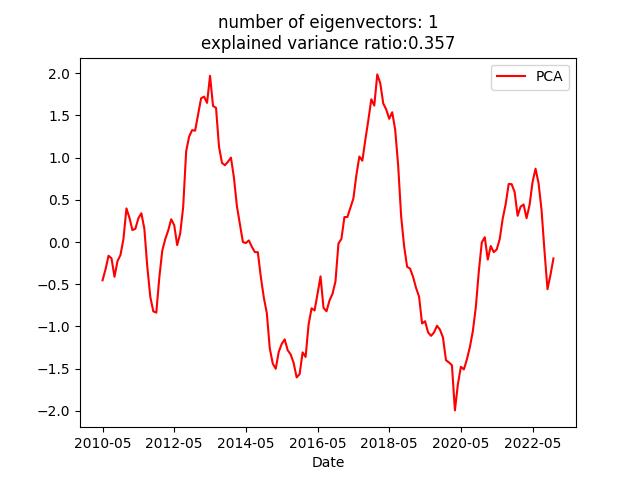 number of eigenvectors: 1
explained variance ratio:0.357
PCA
2.0
1.5
1.0
0.5
0.0
−0.5
−1.0
−1.5
−2.0
2010-05 2012-05 2014-05 2016-05 2018-05 2020-05 2022-05
Date